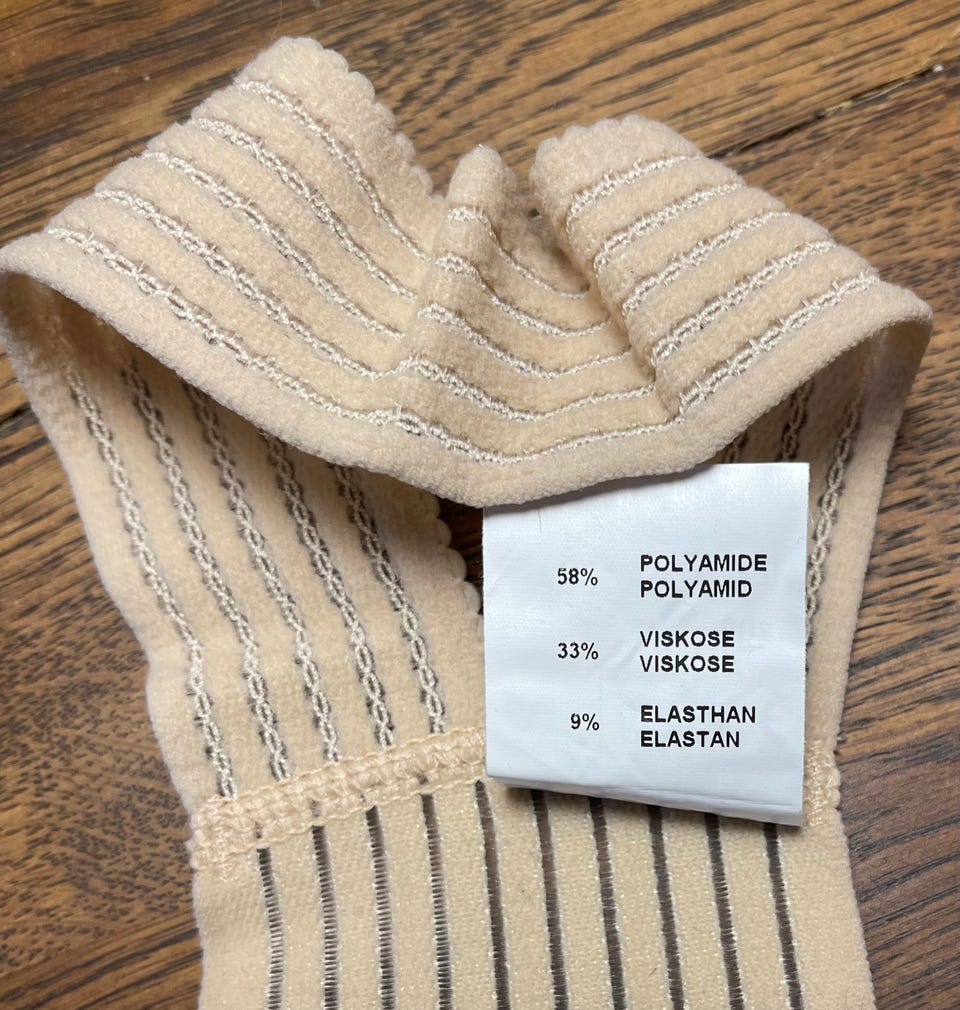 58% POLYAMIDE
POLYAMID
33% VISKOSE
VISKOSE
9% ELASTHAN
ELASTAN